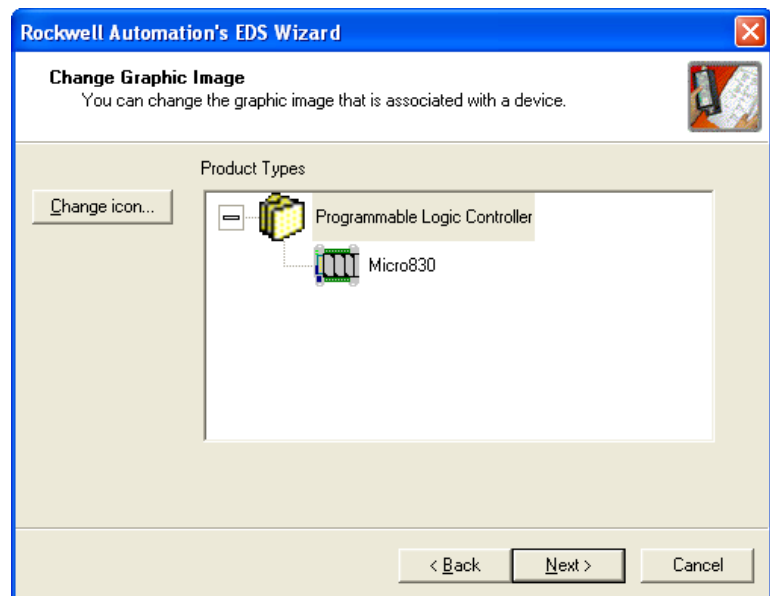 Rockwell Automation's EDS Wizard
Change Graphic Image
You can change the graphic image that is associated with a device.
Product Types
Change icon...
Programmable Logic Controller
Micro830
< Back
Next >
Cancel